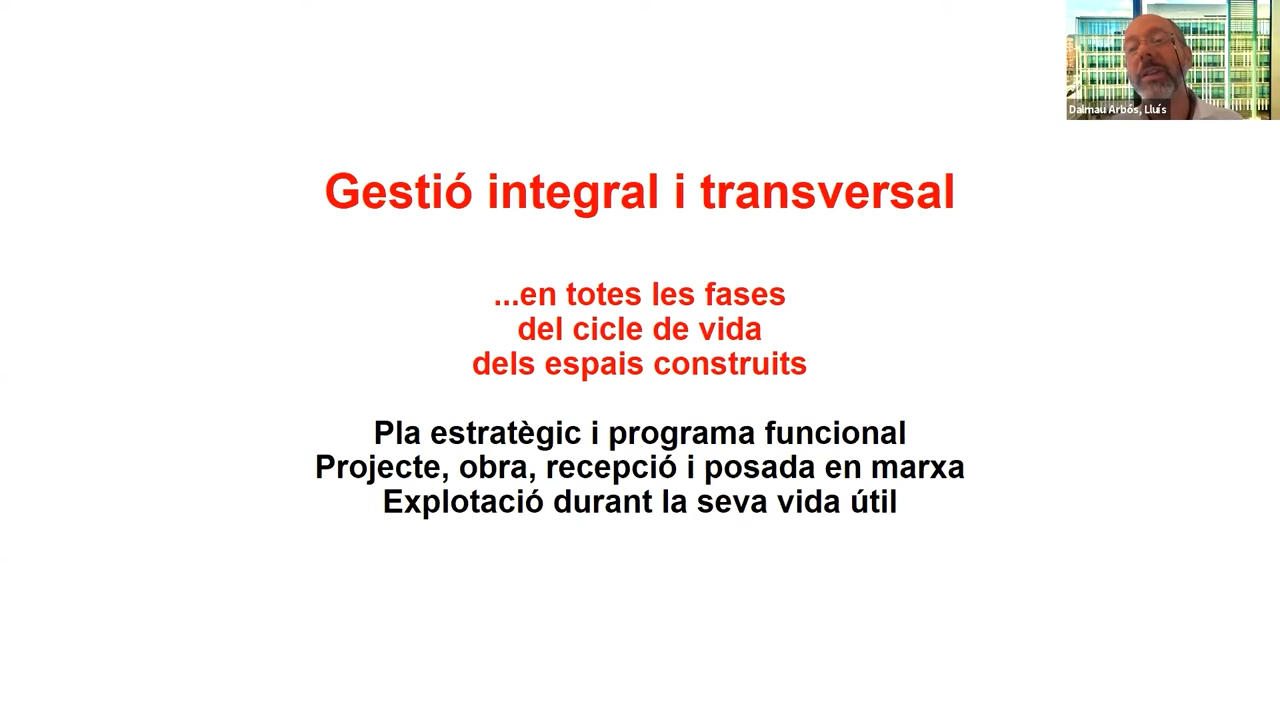 Dalmau Arbós, Lluís
Gestió integral i transversal
...en totes les fases
del cicle de vida
dels espais construits
Pla estratègic i programa funcional
Projecte, obra, recepció i posada en marxa
Explotació durant la seva vida útil